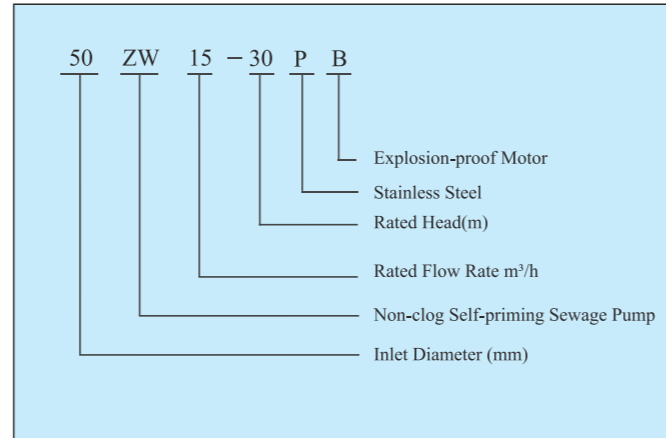 50 ZW 15 - 30 P B
Explosion-proof Motor
Stainless Steel
Rated Head(m)
Rated Flow Rate m³/h
Non-clog Self-priming Sewage Pump
Inlet Diameter (mm)